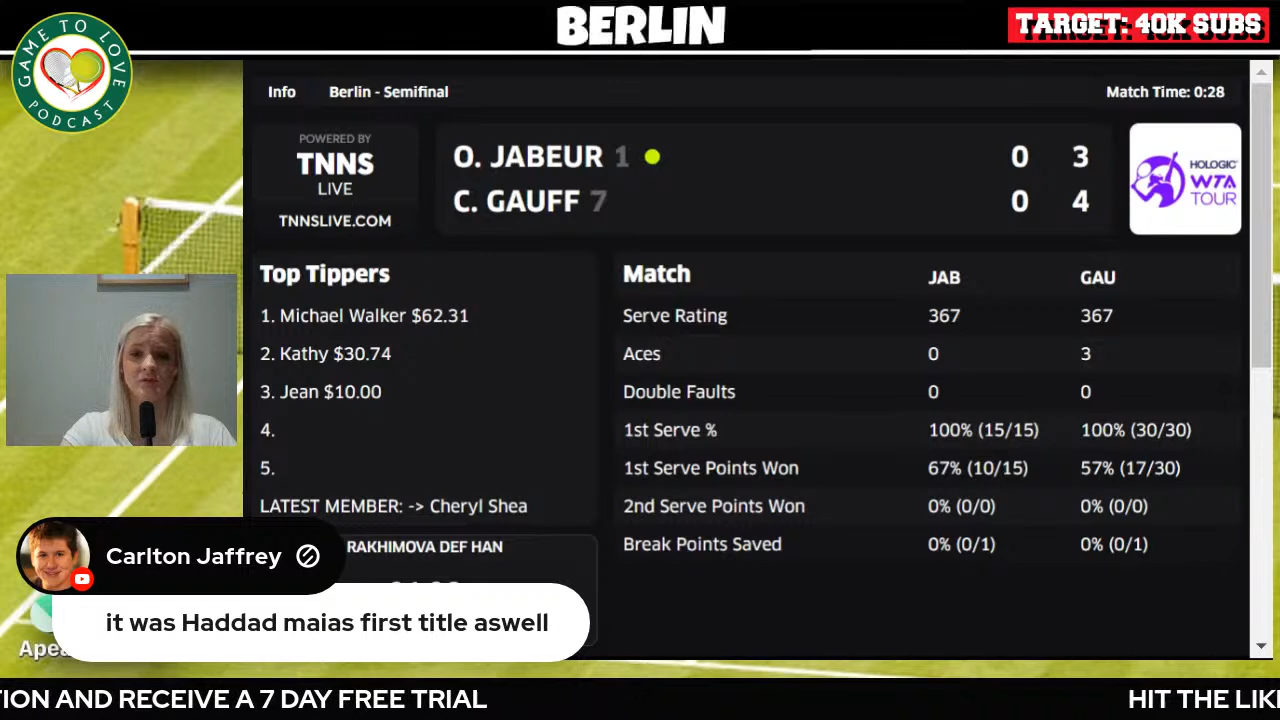 BERLIN
TARGET: 40K SUBS
GAME TO LOVE
PODCAST
Info Berlin - Semifinal Match Time: 0:28
POWERED BY
TNNS
LIVE
TNNSLIVE.COM
O. JABEUR 1 0 3
C. GAUFF 7 0 4
HOLOGIC
WTA
TOUR
Top Tippers
1. Michael Walker $62.31
2. Kathy $30.74
3. Jean $10.00
4.
5.
LATEST MEMBER: -> Cheryl Shea
Match JAB GAU
Serve Rating 367 367
Aces 0 3
Double Faults 0 0
1st Serve % 100% (15/15) 100% (30/30)
1st Serve Points Won 67% (10/15) 57% (17/30)
2nd Serve Points Won 0% (0/0) 0% (0/0)
Break Points Saved 0% (0/1) 0% (0/1)
RAKHIMOVA DEF HAN
Carlton Jaffrey
it was Haddad maias first title aswell
ION AND RECEIVE A 7 DAY FREE TRIAL
HIT THE LIK